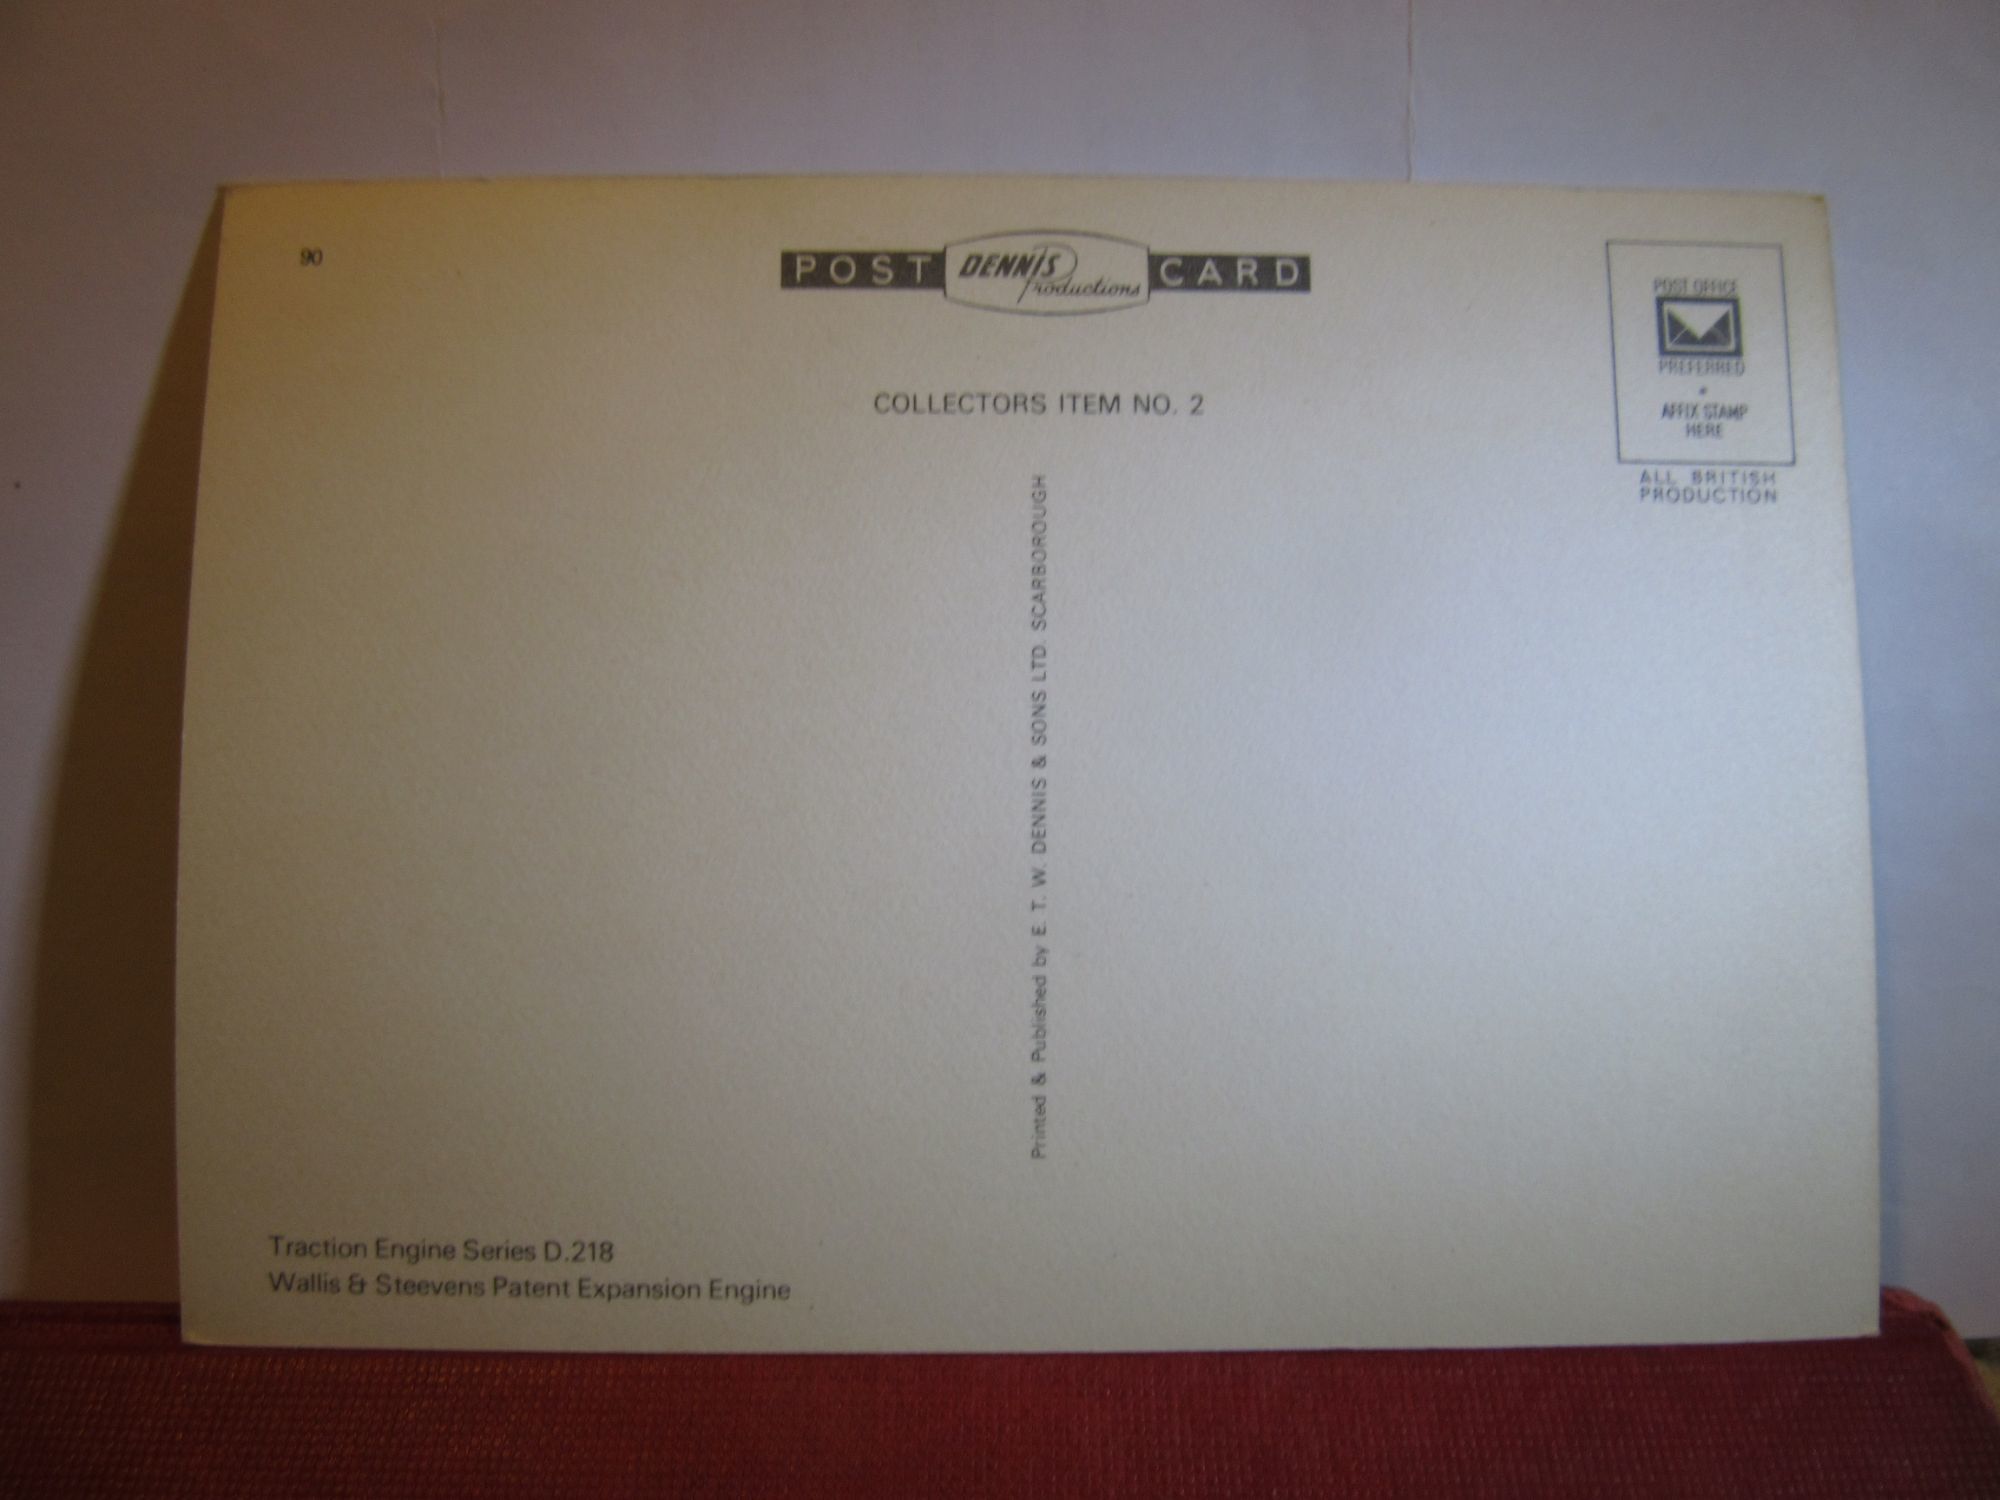 90
POST DENNIS Productions CARD
COLLECTORS ITEM NO. 2
POST OFFICE
PREFERRED
AFFIX STAMP
HERE
ALL BRITISH
PRODUCTION
Printed & Published by E. T. W. DENNIS & SONS LTD. SCARBOROUGH
Traction Engine Series D.218
Wallis & Steevens Patent Expansion Engine